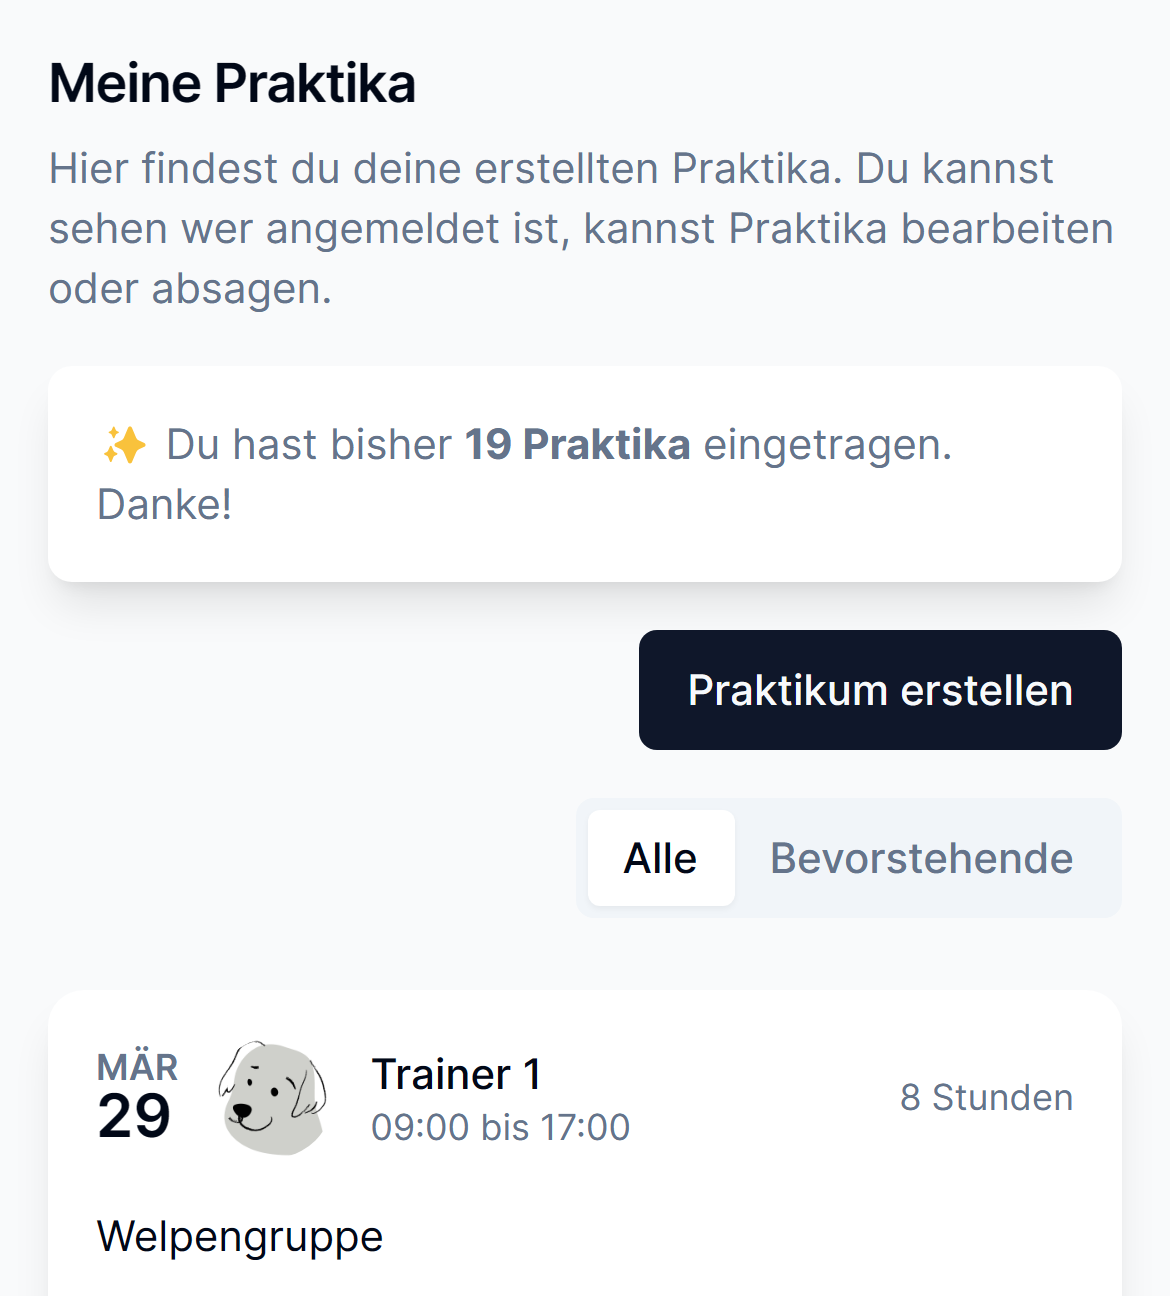 Meine Praktika
Hier findest du deine erstellten Praktika. Du kannst
sehen wer angemeldet ist, kannst Praktika bearbeiten
oder absagen.
✨ Du hast bisher 19 Praktika eingetragen.
Danke!
Praktikum erstellen
Alle Bevorstehende
MÄR
29
Trainer 1
09:00 bis 17:00
8 Stunden
Welpengruppe